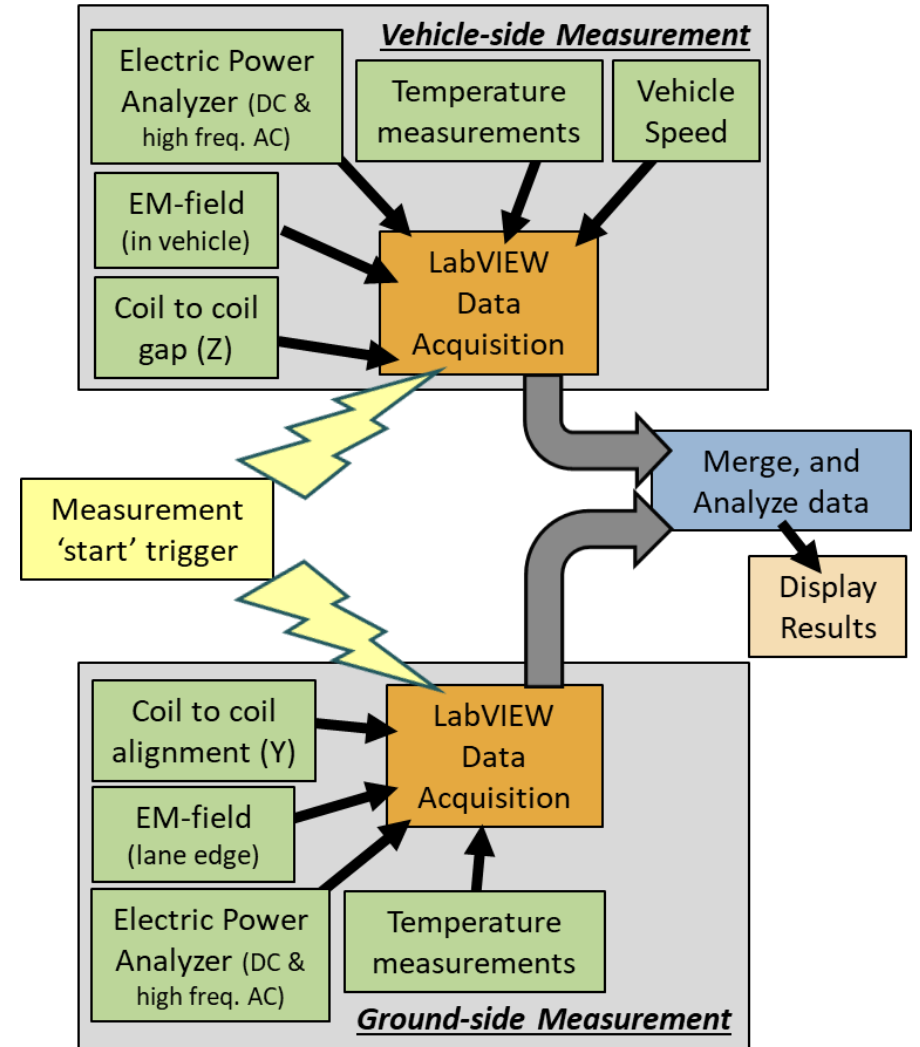 Vehicle-side Measurement
Electric Power
Analyzer (DC &
high freq. AC)
Temperature
measurements
Vehicle
Speed
EM-field
(in vehicle)
Coil to coil
gap (Z)
LabVIEW
Data
Acquisition
Measurement
‘start’ trigger
Merge, and
Analyze data
Display
Results
Coil to coil
alignment (Y)
EM-field
(lane edge)
Electric Power
Analyzer (DC &
high freq. AC)
LabVIEW
Data
Acquisition
Temperature
measurements
Ground-side Measurement